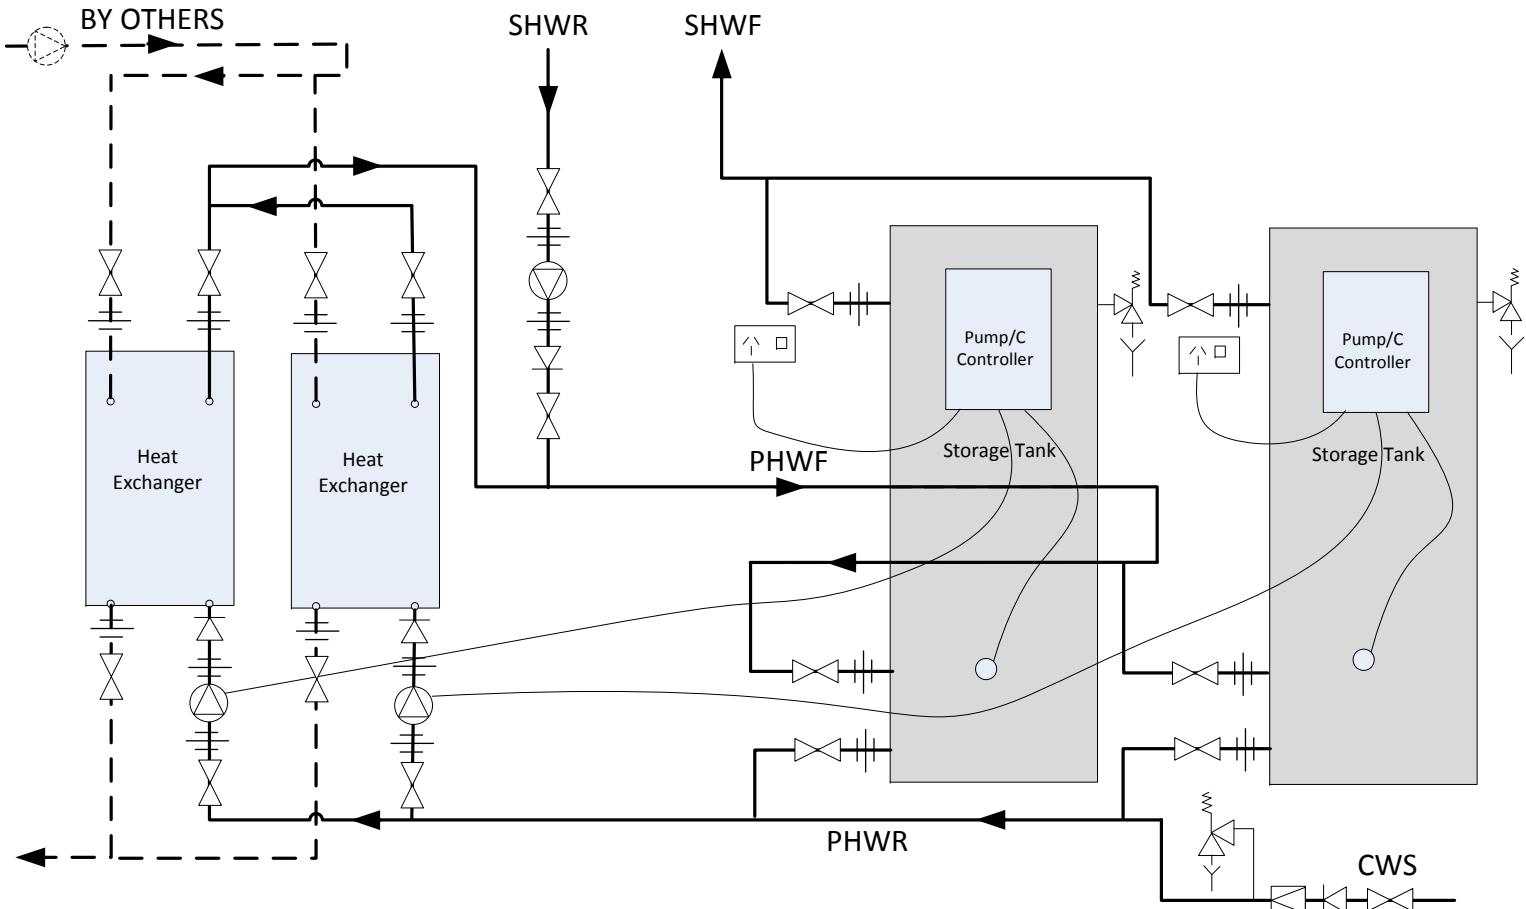 BY OTHERS
SHWR
SHWF
Pump/C
Controller
Pump/C
Controller
Heat
Exchanger
Heat
Exchanger
Storage Tank
Storage Tank
PHWF
PHWR
CWS